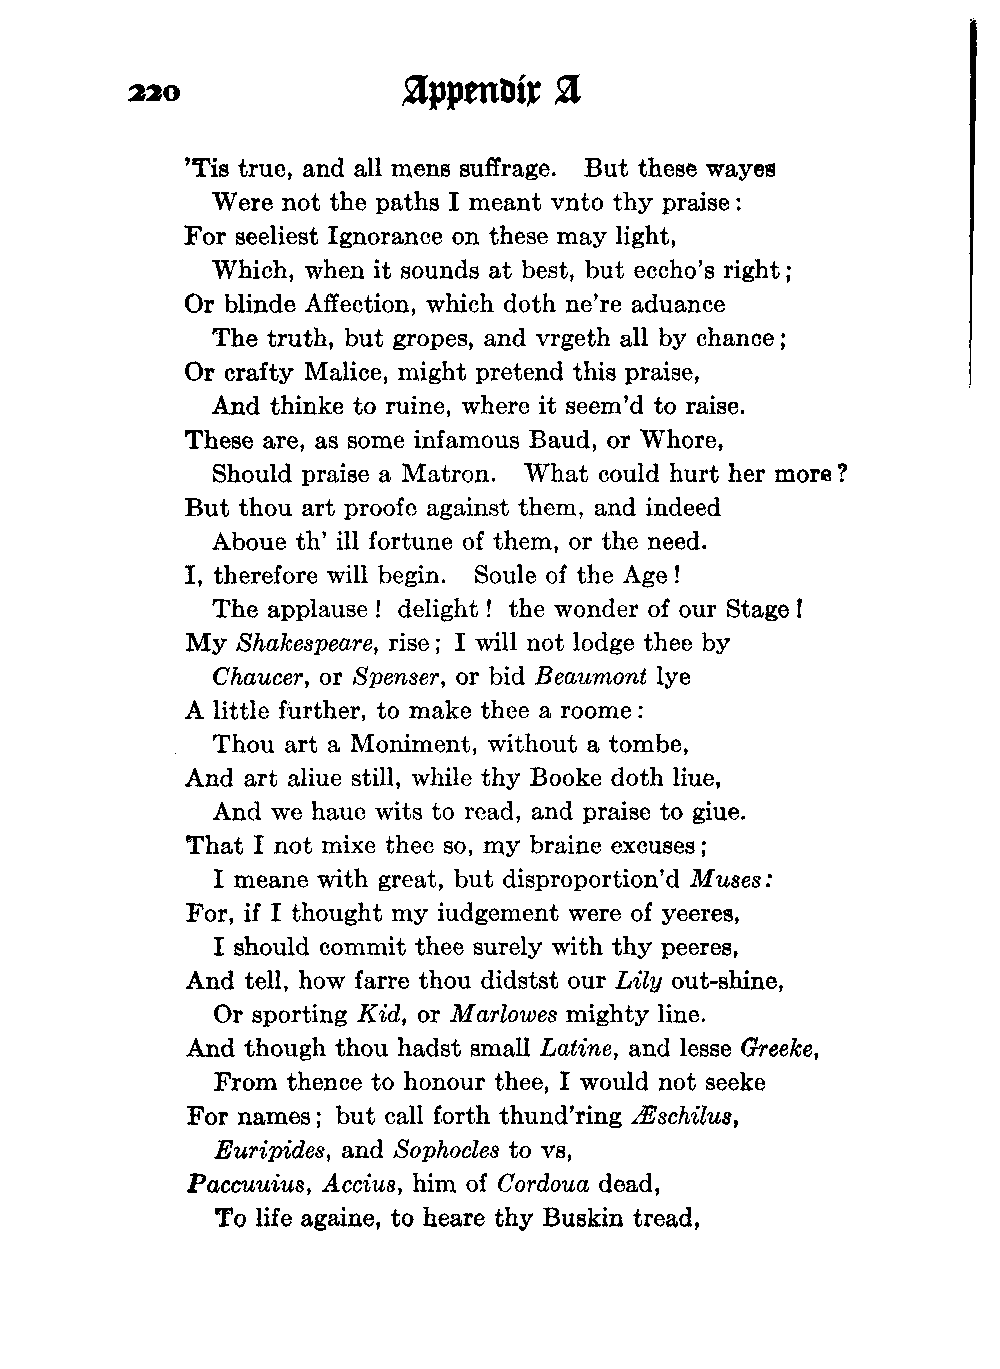 220 Appendix A
'Tis true, and all mens suffrage. But these wayes
Were not the paths I meant vnto thy praise:
For seeliest Ignorance on these may light,
Which, when it sounds at best, but eccho's right;
Or blinde Affection, which doth ne're aduance
The truth, but gropes, and vrgeth all by chance;
Or crafty Malice, might pretend this praise,
And thinke to ruine, where it seem'd to raise.
These are, as some infamous Baud, or Whore,
Should praise a Matron. What could hurt her more?
But thou art proofe against them, and indeed
Aboue th' ill fortune of them, or the need.
I, therefore will begin. Soule of the Age!
The applause! delight! the wonder of our Stage!
My Shakespeare, rise; I will not lodge thee by
Chaucer, or Spenser, or bid Beaumont lye
A little further, to make thee a roome:
Thou art a Moniment, without a tombe,
And art aliue still, while thy Booke doth liue,
And we haue wits to read, and praise to giue.
That I not mixe thee so, my braine excuses;
I meane with great, but disproportion'd Muses:
For, if I thought my iudgement were of yeeres,
I should commit thee surely with thy peeres,
And tell, how farre thou didstst our Lily out-shine,
Or sporting Kid, or Marlowes mighty line.
And though thou hadst small Latine, and lesse Greeke,
From thence to honour thee, I would not seeke
For names; but call forth thund'ring Æschilus,
Euripides, and Sophocles to vs,
Paccuuius, Accius, him of Cordoua dead,
To life againe, to heare thy Buskin tread,